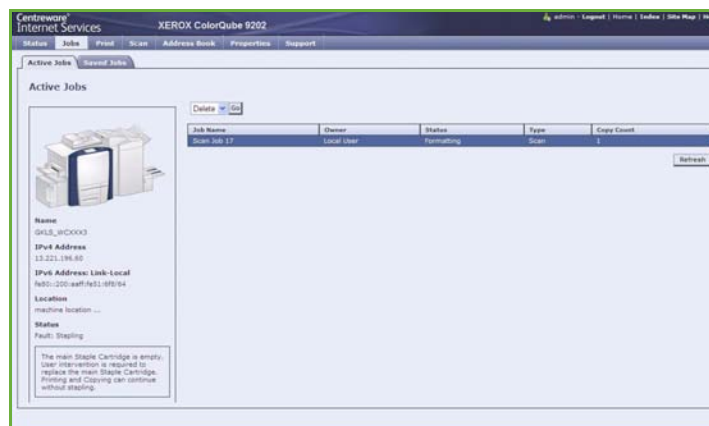 Centreware®
Internet Services
XEROX ColorQube 9202
admin - Logout | Home | Index | Site Map | H
Status Jobs Print Scan Address Book Properties Support
Active Jobs Saved Jobs
Active Jobs
Delete Go
Job Name Owner Status Type Copy Count
Scan Job 17 Local User Formatting Scan 1
Refresh
Name
IPv4 Address
13.221.196.60
IPv6 Address: Link-Local
Location
machine location ...
Status
Fault: Stapling
The main Staple Cartridge is empty.
User intervention is required to
replace the main Staple Cartridge.
Printing and Copying can continue
without stapling.